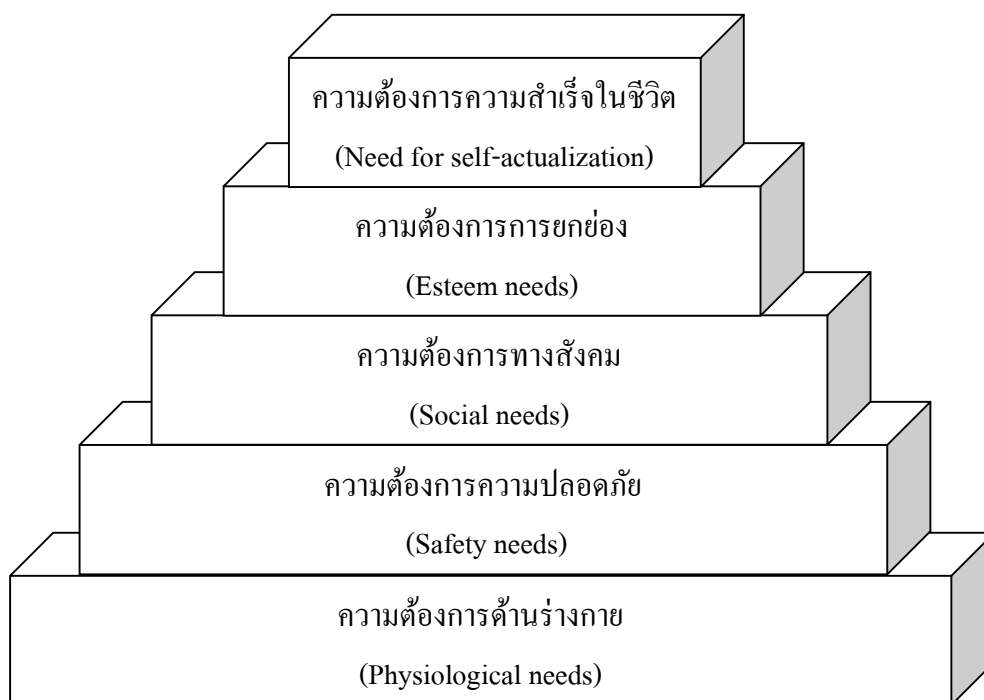 ความต้องการความสำเร็จในชีวิต
(Need for self-actualization)
ความต้องการการยกย่อง
(Esteem needs)
ความต้องการทางสังคม
(Social needs)
ความต้องการความปลอดภัย
(Safety needs)
ความต้องการด้านร่างกาย
(Physiological needs)